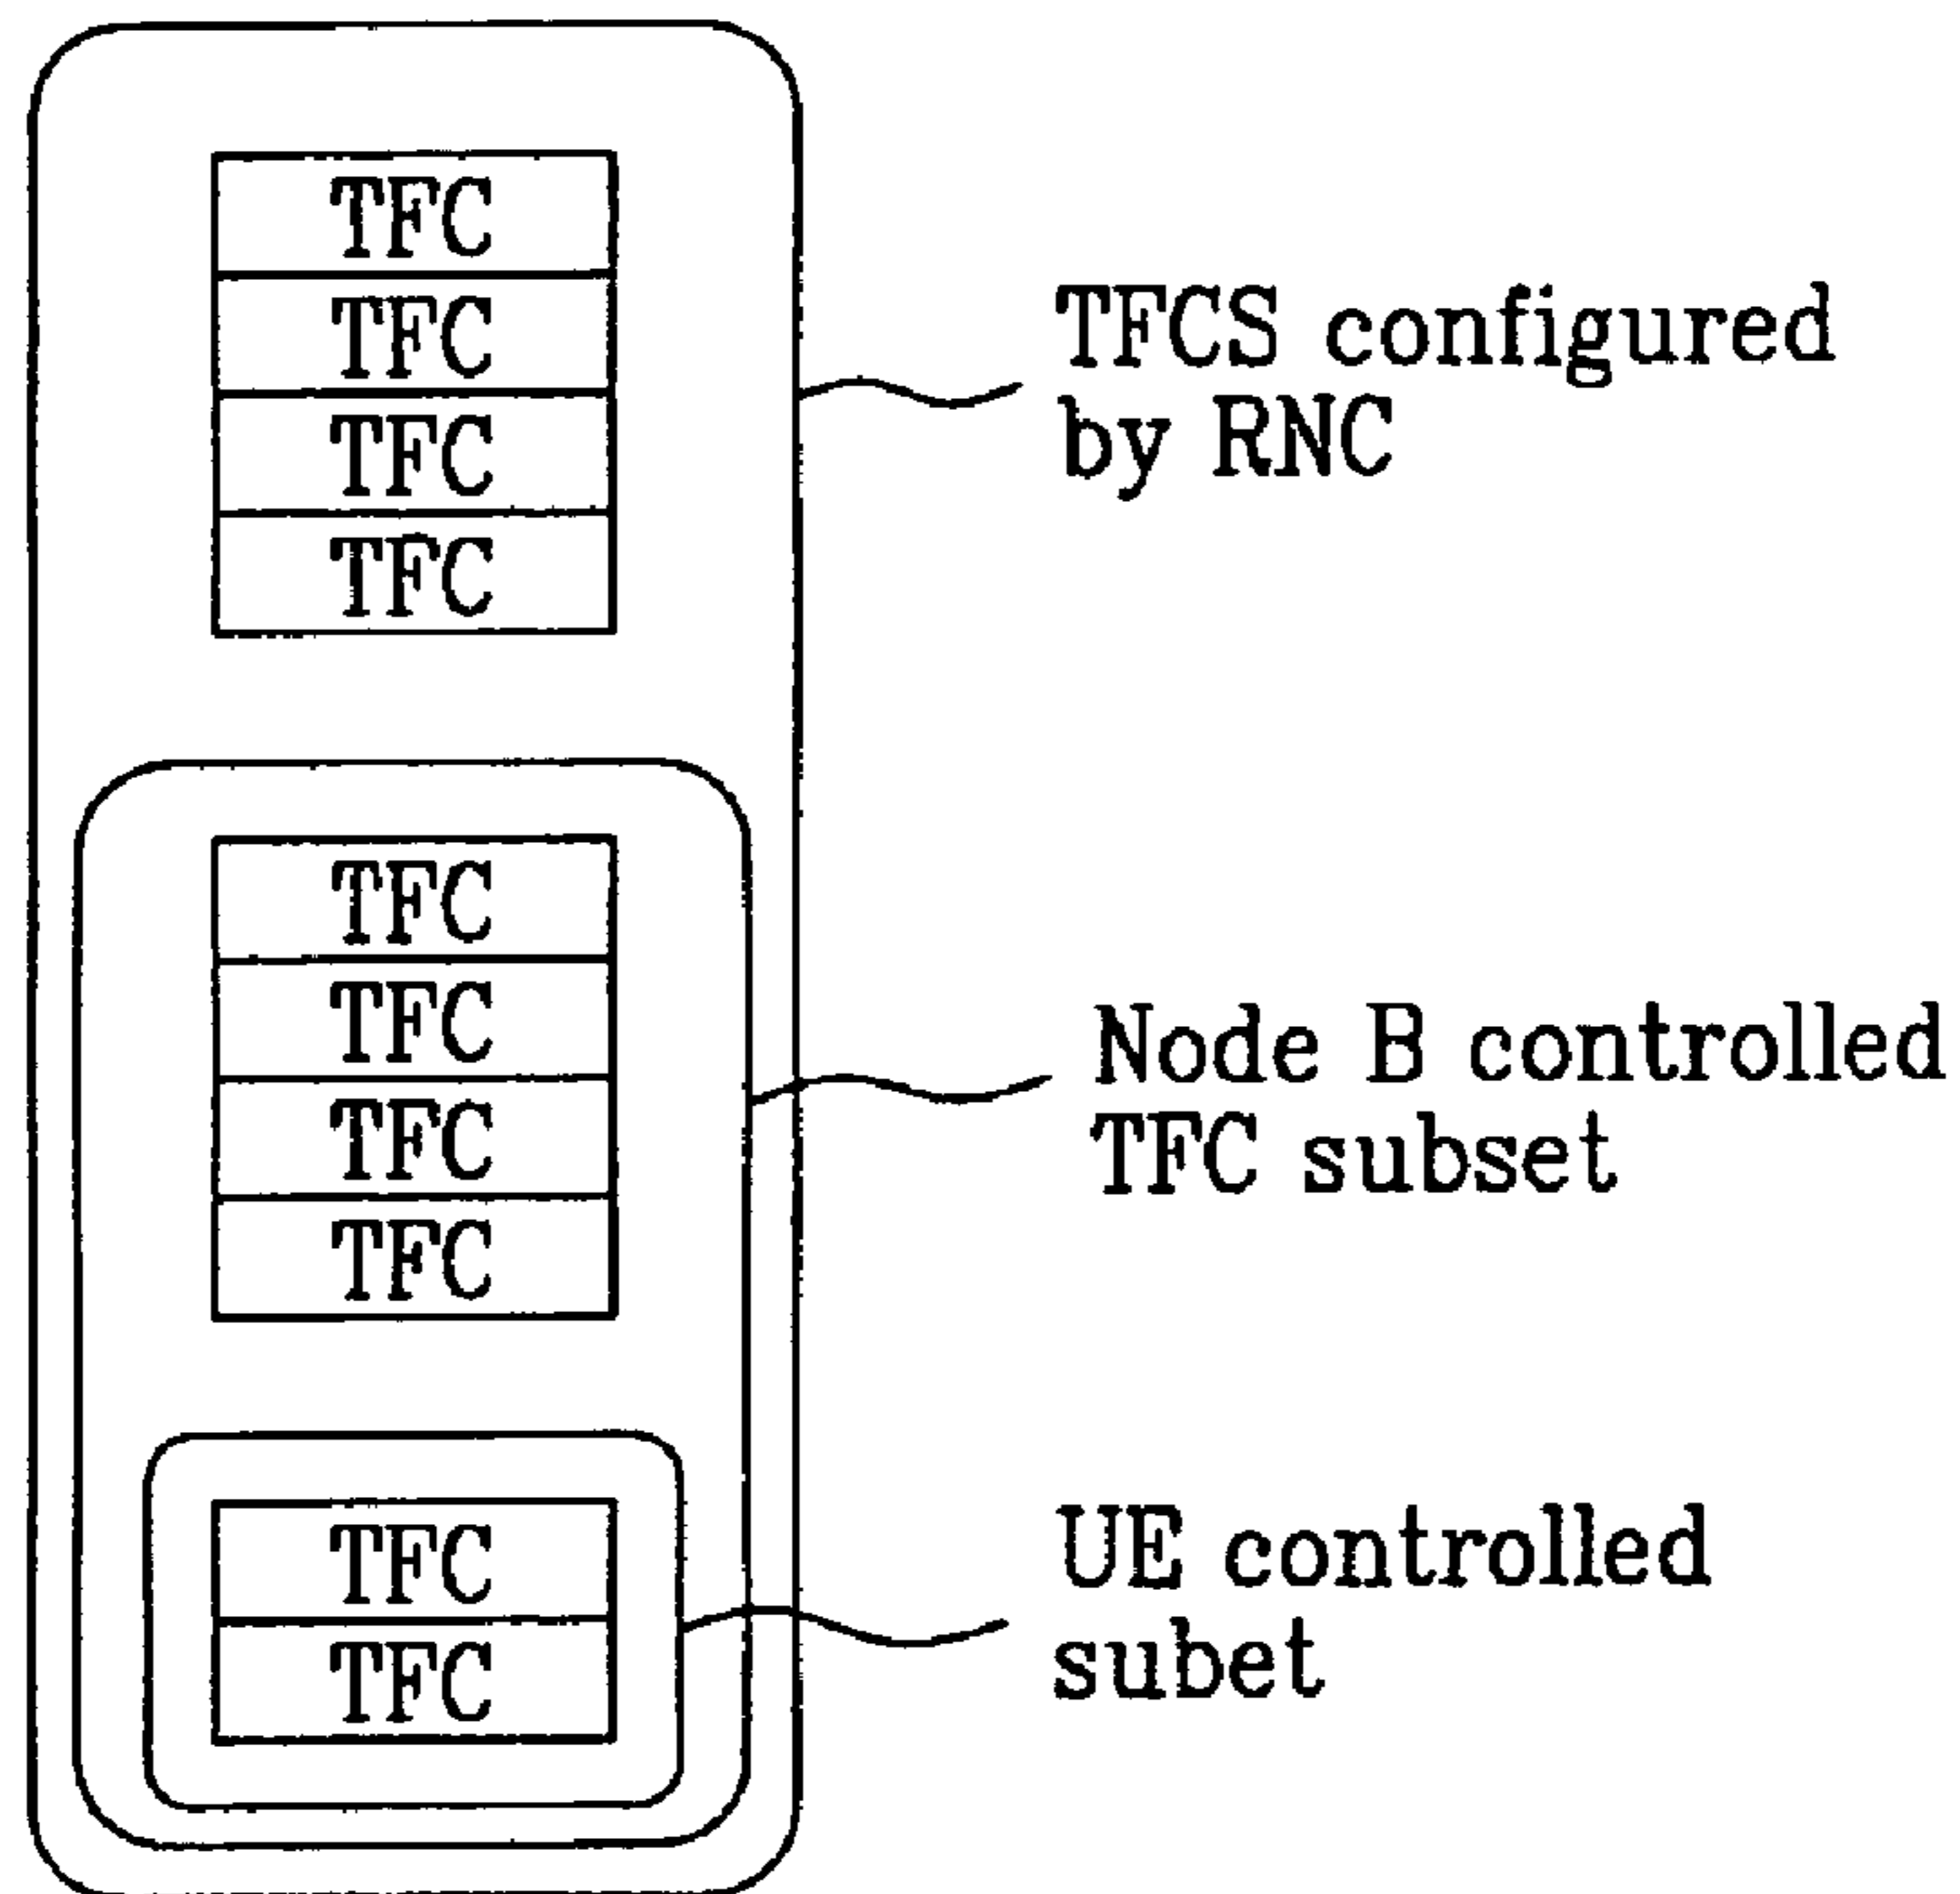 TFC
TFC
TFC
TFC
TFCS configured
by RNC
TFC
TFC
TFC
TFC
Node B controlled
TFC subset
TFC
TFC
UE controlled
subet